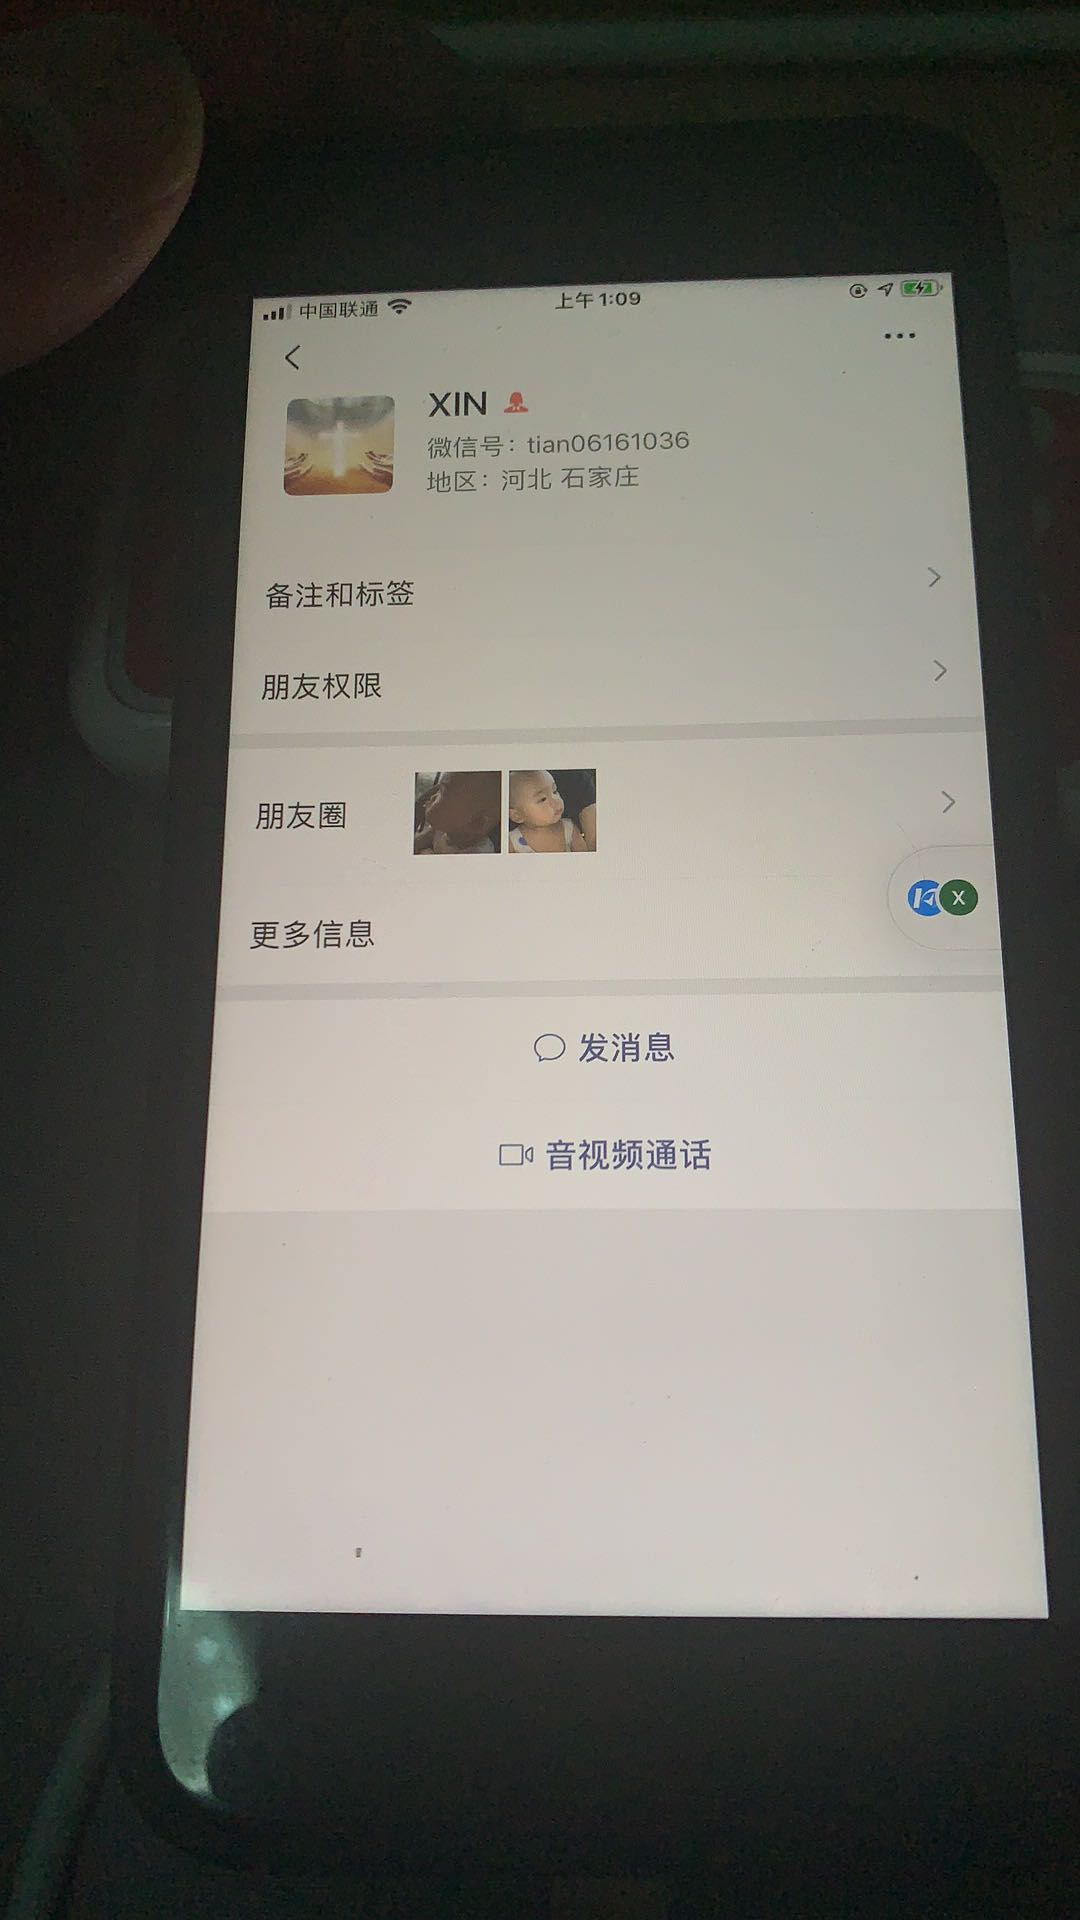 中国联通
上午1:09
XIN
微信号：tian06161036
地区：河北 石家庄
备注和标签
朋友权限
朋友圈
X
更多信息
发消息
音视频通话